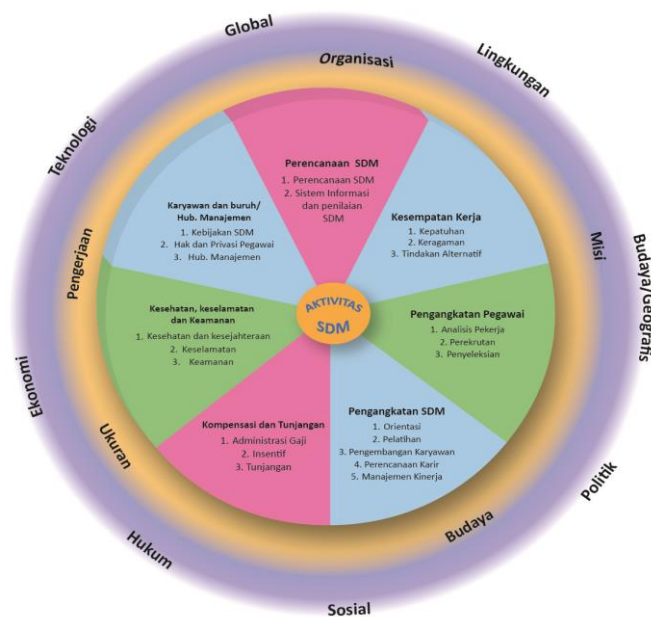 Global
Lingkungan
Budaya/Geografis
Politik
Sosial
Hukum
Ekonomi
Teknologi
Organisasi
Misi
Budaya
Ukuran
Pengerjaan
AKTIVITAS
SDM
Perencanaan SDM
1. Perencanaan SDM
2. Sistem Informasi
dan penilaian
SDM
Kesempatan Kerja
1. Kepatuhan
2. Keragaman
3. Tindakan Alternatif
Pengangkatan Pegawai
1. Analisis Pekerja
2. Perekrutan
3. Penyeleksian
Pengangkatan SDM
1. Orientasi
2. Pelatihan
3. Pengembangan Karyawan
4. Perencanaan Karir
5. Manajemen Kinerja
Kompensasi dan Tunjangan
1. Administrasi Gaji
2. Insentif
3. Tunjangan
Kesehatan, keselamatan
dan Keamanan
1. Kesehatan dan kesejahteraan
2. Keselamatan
3. Keamanan
Karyawan dan buruh/
Hub. Manajemen
1. Kebijakan SDM
2. Hak dan Privasi Pegawai
3. Hub. Manajemen